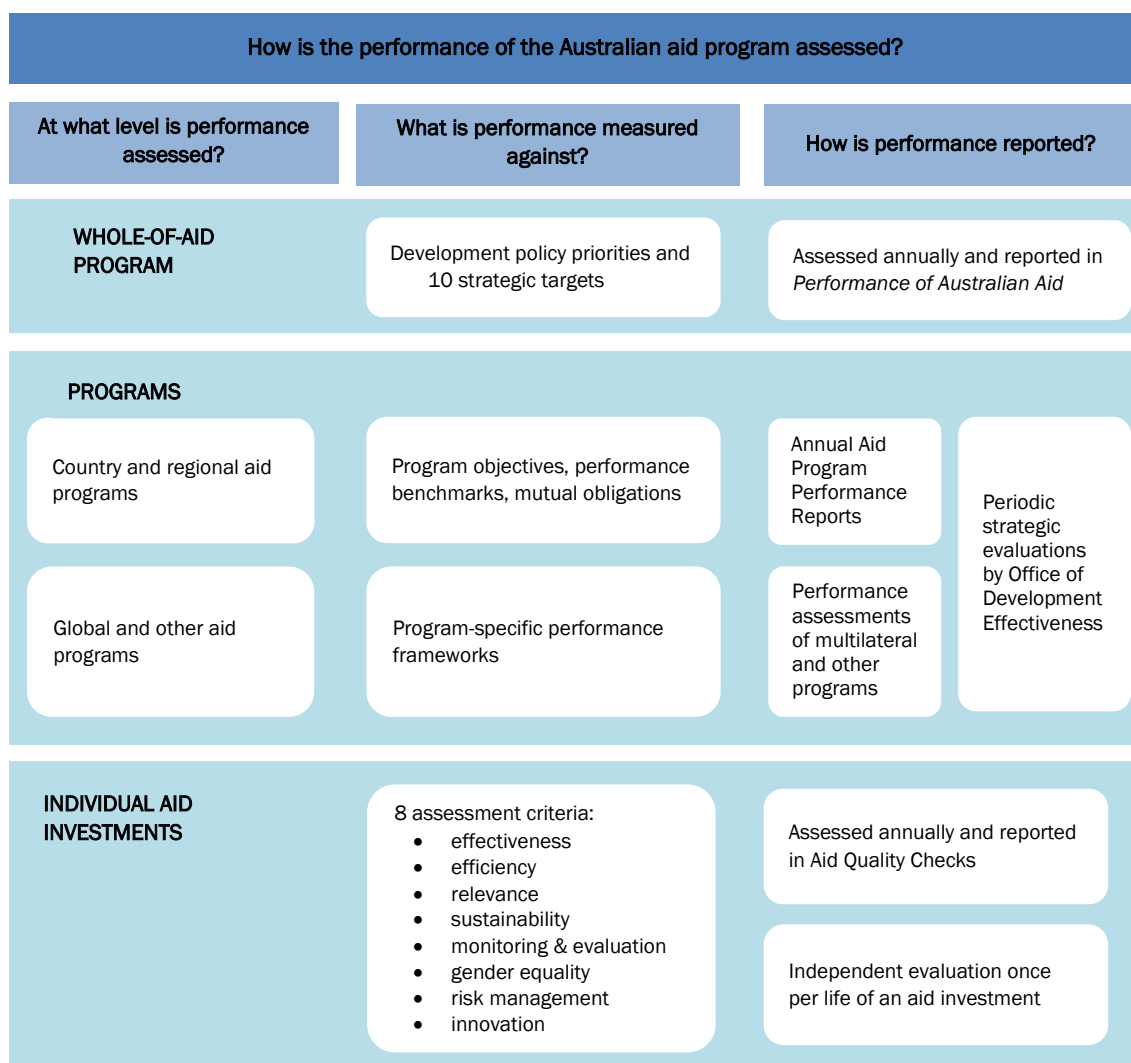 How is the performance of the Australian aid program assessed?
At what level is performance
assessed?
What is performance measured
against?
How is performance reported?
WHOLE-OF-AID
PROGRAM
Development policy priorities and
10 strategic targets
Assessed annually and reported in
Performance of Australian Aid
PROGRAMS
Country and regional aid
programs
Program objectives, performance
benchmarks, mutual obligations
Annual Aid
Program
Performance
Reports
Periodic
strategic
evaluations
by Office of
Development
Effectiveness
Global and other aid
programs
Program-specific performance
frameworks
Performance
assessments
of multilateral
and other
programs
INDIVIDUAL AID
INVESTMENTS
8 assessment criteria:
• effectiveness
• efficiency
• relevance
• sustainability
• monitoring & evaluation
• gender equality
• risk management
• innovation
Assessed annually and reported
in Aid Quality Checks
Independent evaluation once
per life of an aid investment